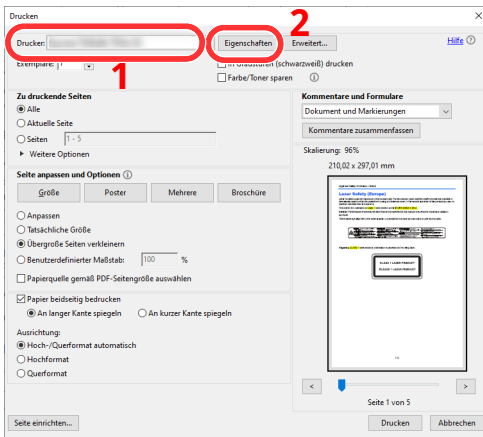 Drucken
2
Drucker: Eigenschaften Erweitert... Hilfe
1
Exemplare: 1 In Graustufen (schwarzweiß) drucken
Farbe/Toner sparen
Zu druckende Seiten
Alle
Aktuelle Seite
Seiten 1 - 5
Weitere Optionen
Kommentare und Formulare
Dokument und Markierungen
Kommentare zusammenfassen
Seite anpassen und Optionen
Größe Poster Mehrere Broschüre
Anpassen
Tatsächliche Größe
Übergroße Seiten verkleinern
Benutzerdefinierter Maßstab: 100 %
Papierquelle gemäß PDF-Seitengröße auswählen
Papier beidseitig bedrucken
An langer Kante spiegeln An kurzer Kante spiegeln
Ausrichtung:
Hoch-/Querformat automatisch
Hochformat
Querformat
Skalierung: 96%
210,02 x 297,01 mm
Laser Safety (Europe)
CLASS 1 LASER PRODUCT
< >
Seite 1 von 5
Seite einrichten... Drucken Abbrechen